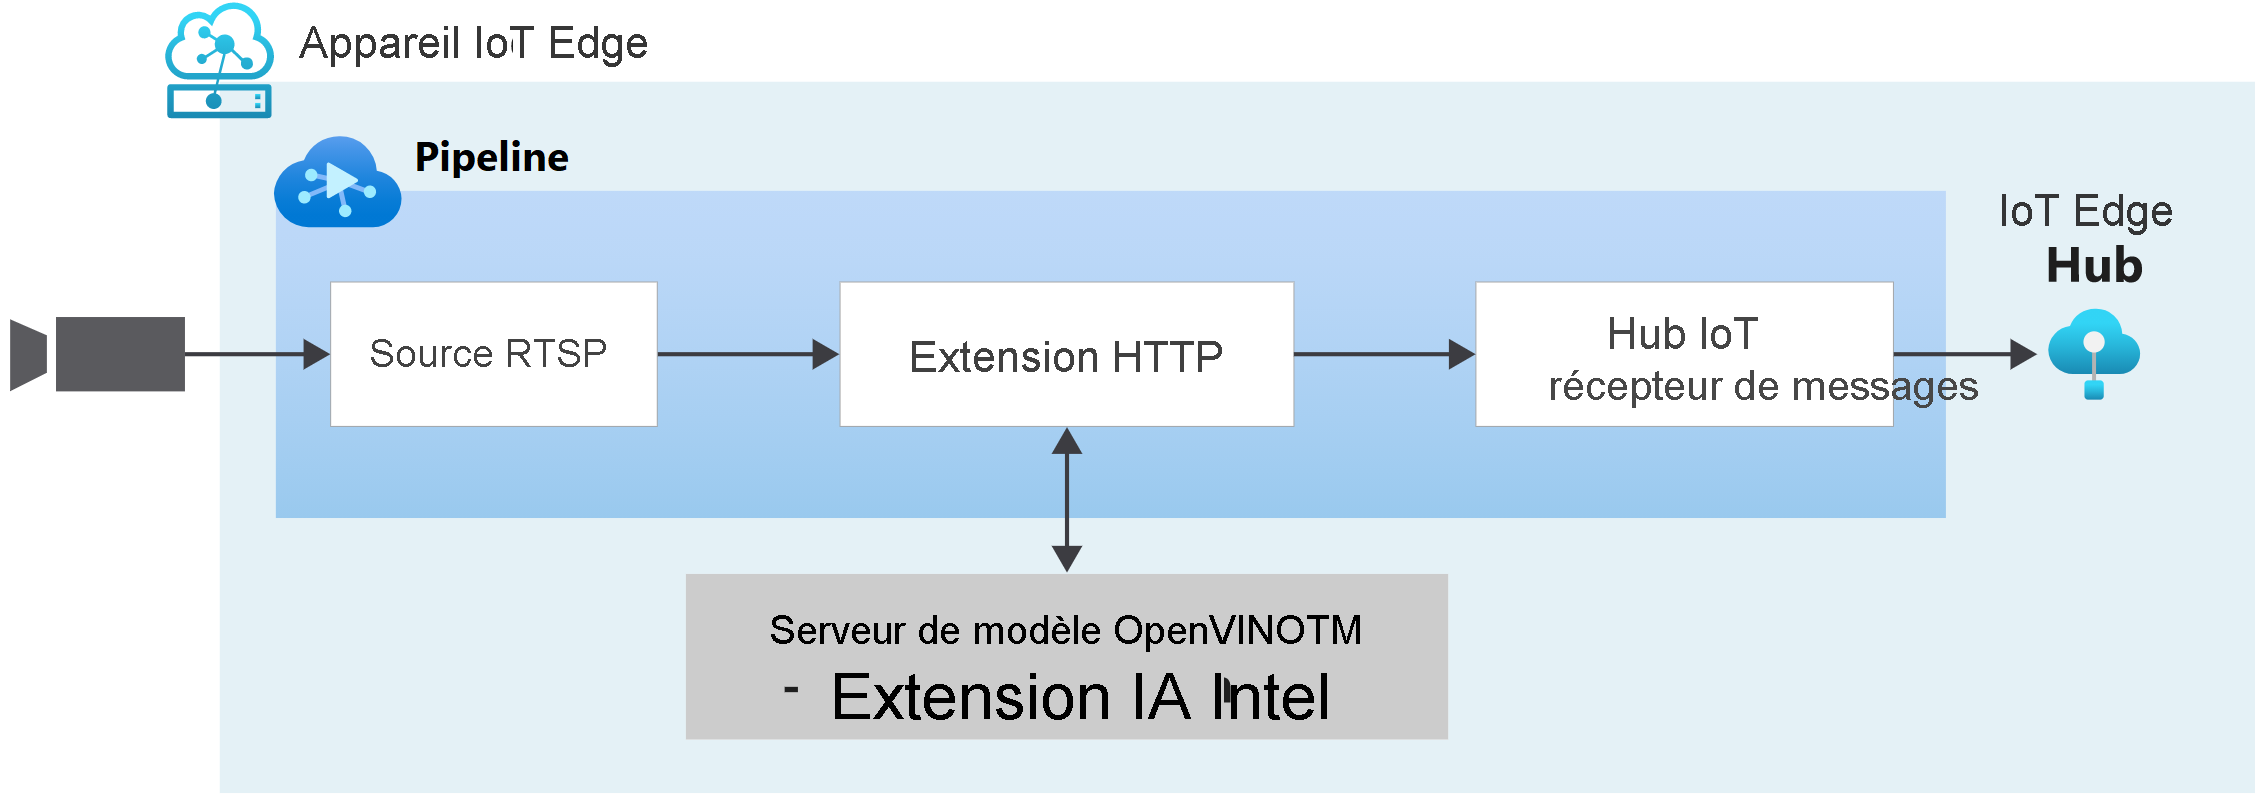 Appareil IoT Edge
Pipeline
IoT Edge
Hub
Source RTSP
Extension HTTP
Hub IoT
récepteur de messages
Serveur de modèle OpenVINOTM
- Extension IA Intel